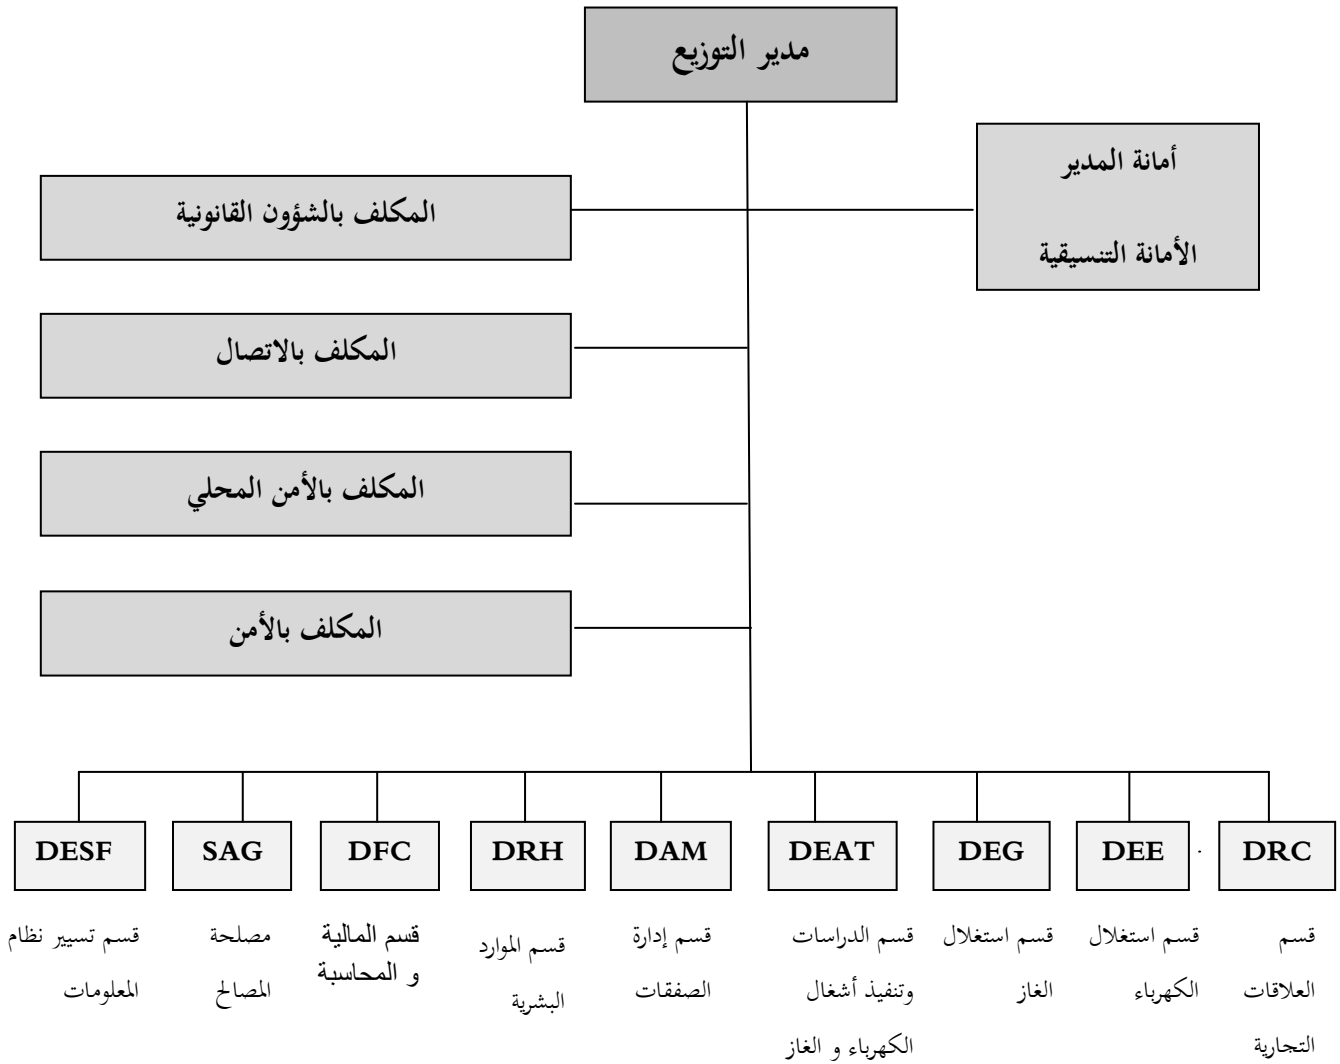 مدير التوزيع
أمانة المدير
الأمانة التنسيقية
المكلف بالشؤون القانونية
المكلف بالاتصال
المكلف بالأمن المحلي
المكلف بالأمن
DRC
DEE
DEG
DEAT
DAM
DRH
DFC
SAG
DESF
قسم
العلاقات
التجارية
قسم استغلال
الكهرباء
قسم استغلال
الغاز
قسم الدراسات
وتنفيذ أشغال
الكهرباء و الغاز
قسم إدارة
الصفقات
قسم الموارد
البشرية
قسم المالية
و المحاسبة
مصلحة
المصالح
قسم تسيير نظام
المعلومات